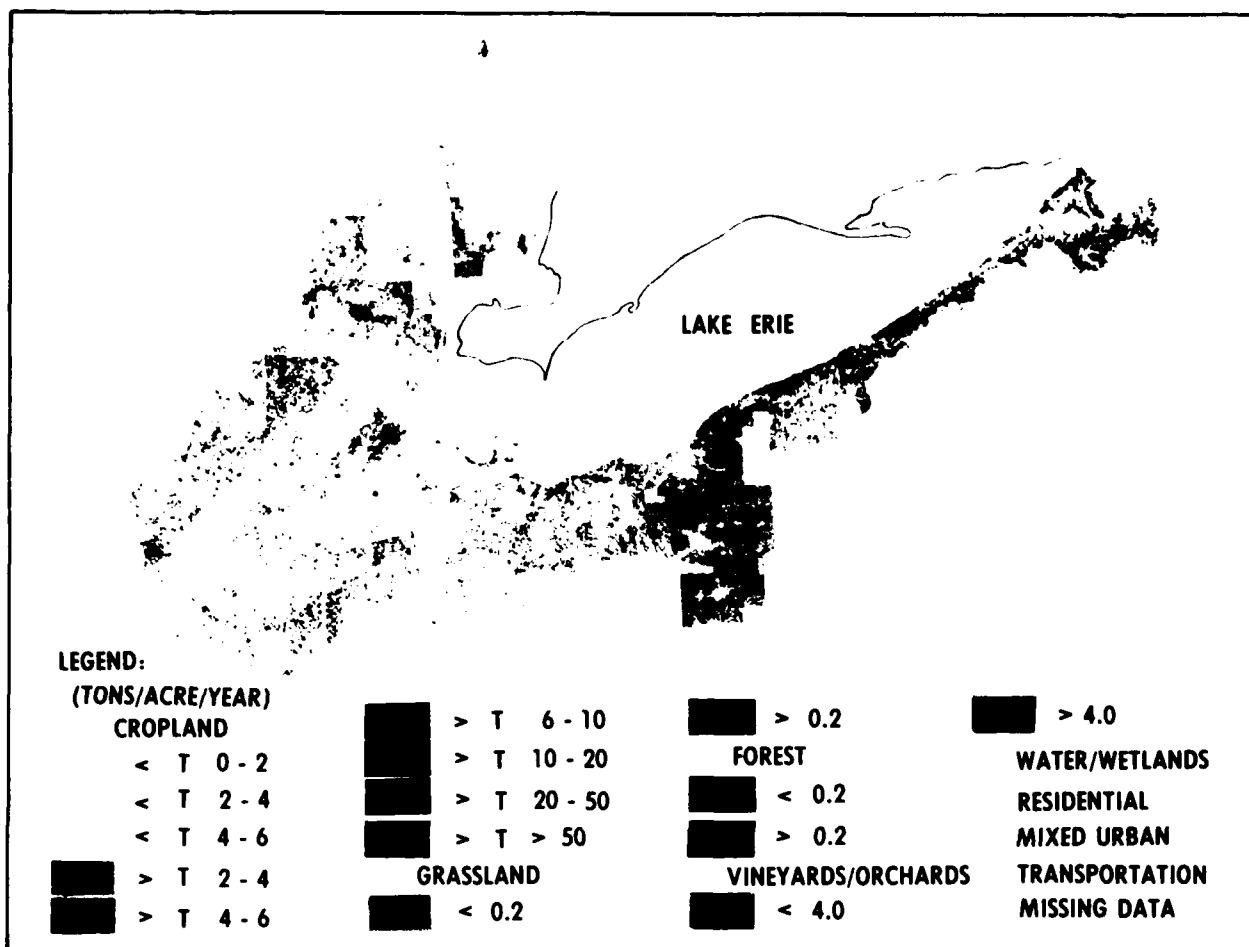 LAKE ERIE
LEGEND:
(TONS/ACRE/YEAR)
CROPLAND
< T 0 - 2
< T 2 - 4
< T 4 - 6
> T 2 - 4
> T 4 - 6
> T 6 - 10
> T 10 - 20
> T 20 - 50
> T > 50
GRASSLAND
< 0.2
> 0.2
FOREST
< 0.2
> 0.2
VINEYARDS/ORCHARDS
< 4.0
> 4.0
WATER/WETLANDS
RESIDENTIAL
MIXED URBAN
TRANSPORTATION
MISSING DATA